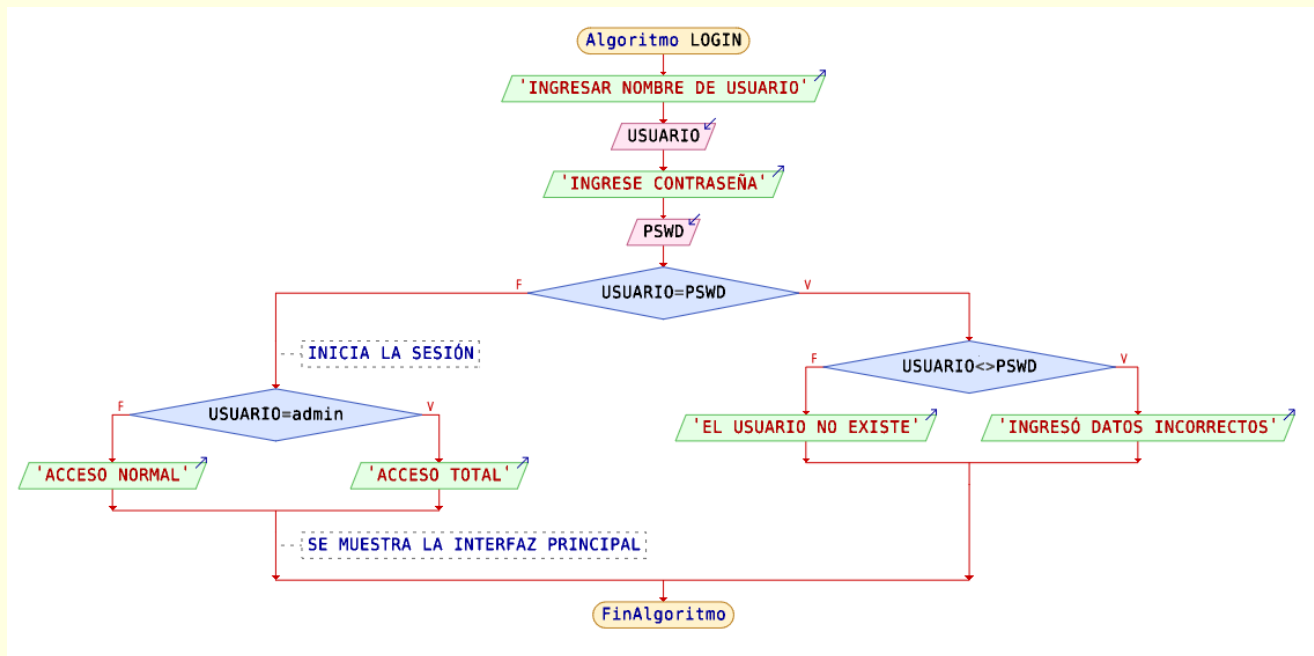 Algoritmo LOGIN
'INGRESAR NOMBRE DE USUARIO'
USUARIO
'INGRESE CONTRASEÑA'
PSWD
USUARIO=PSWD
F
V
INICIA LA SESIÓN
USUARIO<>PSWD
F
V
USUARIO=admin
F
V
'EL USUARIO NO EXISTE'
'INGRESÓ DATOS INCORRECTOS'
'ACCESO NORMAL'
'ACCESO TOTAL'
SE MUESTRA LA INTERFAZ PRINCIPAL
FinAlgoritmo